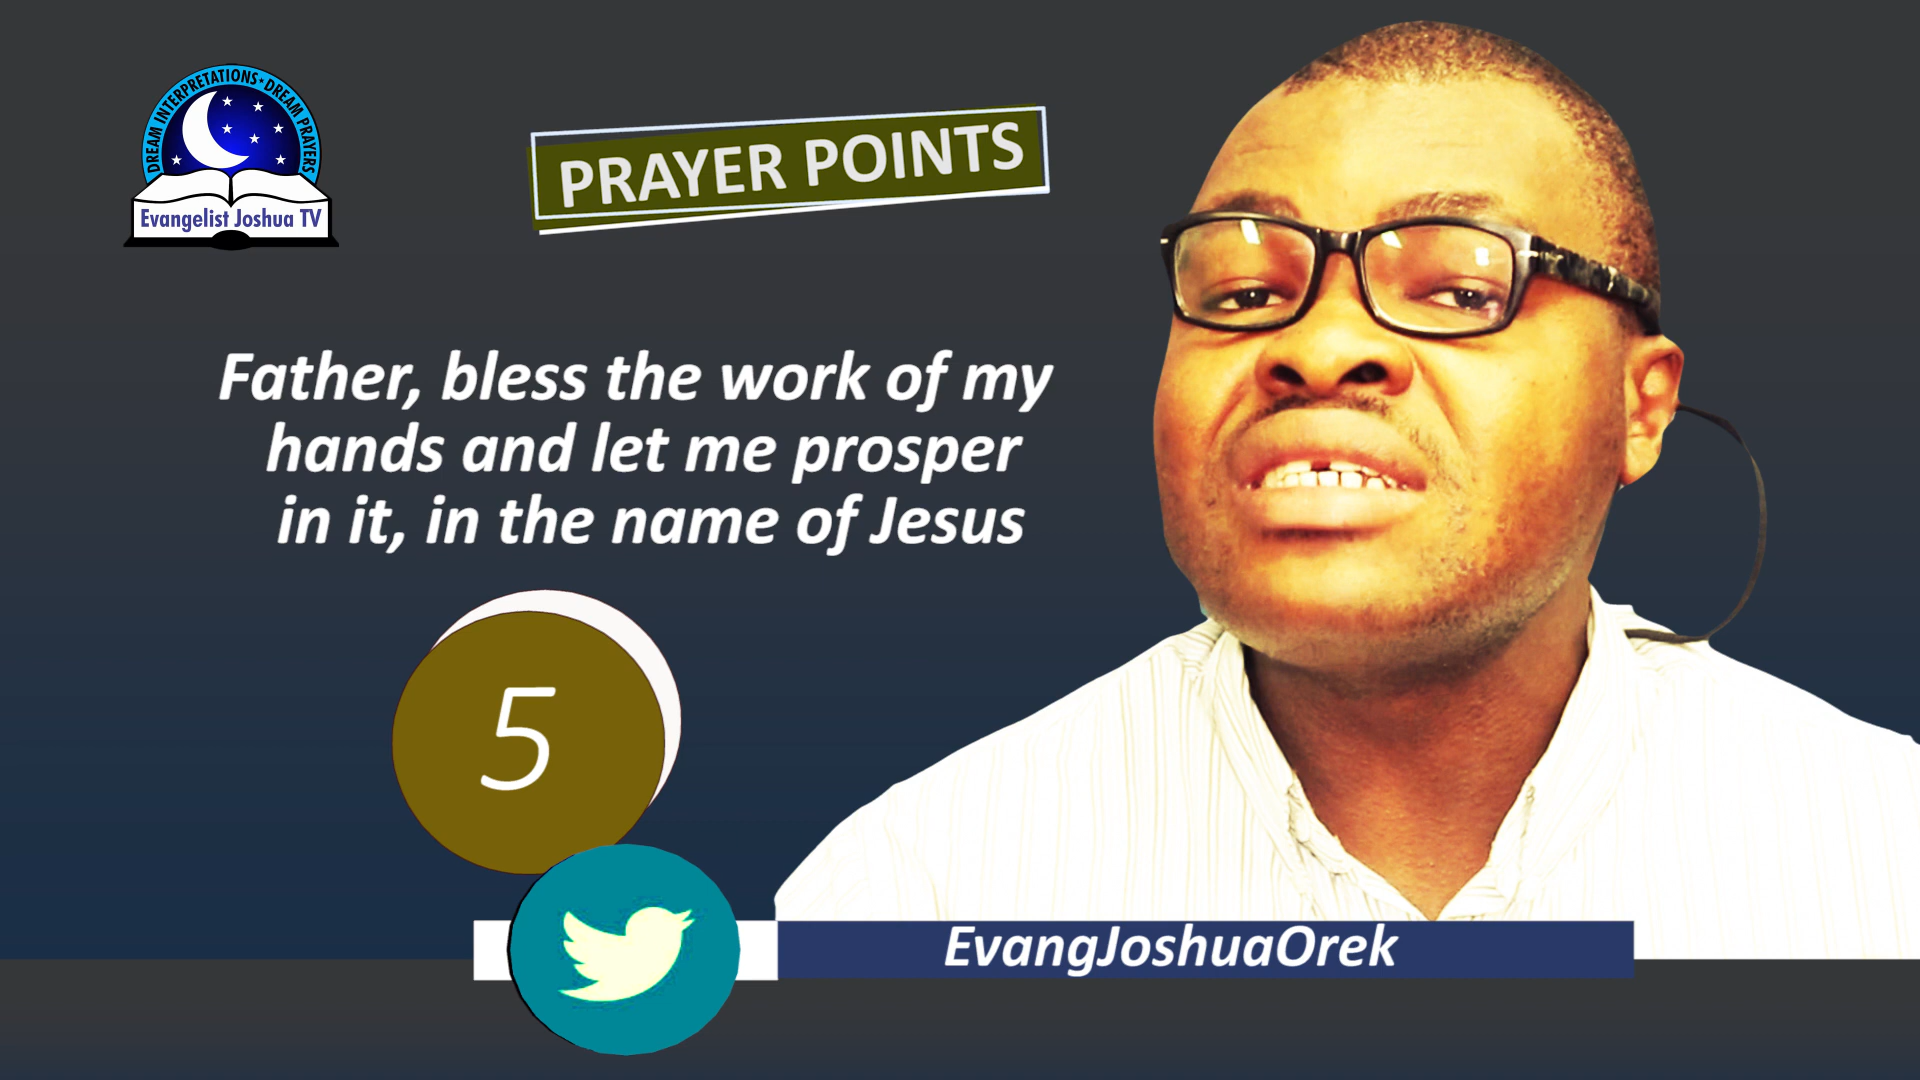 DREAM INTERPRETATIONS★DREAM PRAYERS
Evangelist Joshua TV
PRAYER POINTS
Father, bless the work of my
hands and let me prosper
in it, in the name of Jesus
5
EvangJoshuaOrek